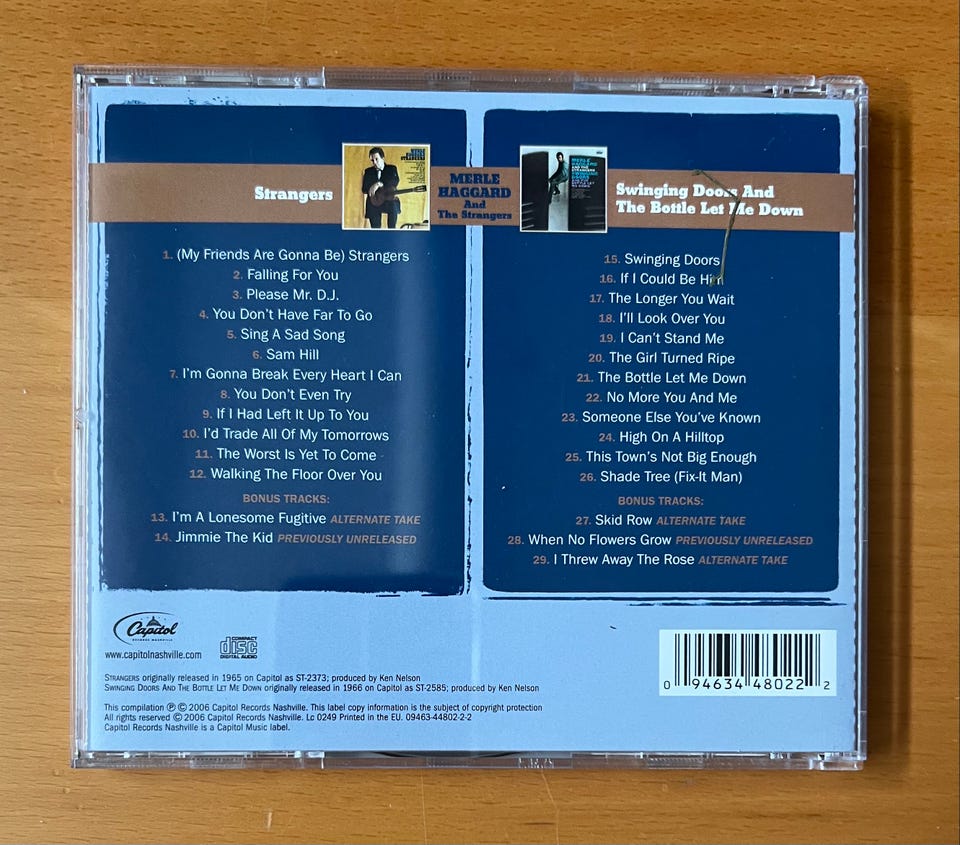 Strangers
MERLE
HAGGARD
And
The Strangers
Swinging Doors And
The Bottle Let Me Down
1. (My Friends Are Gonna Be) Strangers
2. Falling For You
3. Please Mr. D.J.
4. You Don't Have Far To Go
5. Sing A Sad Song
6. Sam Hill
7. I'm Gonna Break Every Heart I Can
8. You Don't Even Try
9. If I Had Left It Up To You
10. I'd Trade All Of My Tomorrows
11. The Worst Is Yet To Come
12. Walking The Floor Over You
BONUS TRACKS:
13. I'm A Lonesome Fugitive ALTERNATE TAKE
14. Jimmie The Kid PREVIOUSLY UNRELEASED
15. Swinging Doors
16. If I Could Be Him
17. The Longer You Wait
18. I'll Look Over You
19. I Can't Stand Me
20. The Girl Turned Ripe
21. The Bottle Let Me Down
22. No More You And Me
23. Someone Else You've Known
24. High On A Hilltop
25. This Town's Not Big Enough
26. Shade Tree (Fix-It Man)
BONUS TRACKS:
27. Skid Row ALTERNATE TAKE
28. When No Flowers Grow PREVIOUSLY UNRELEASED
29. I Threw Away The Rose ALTERNATE TAKE
Capitol
RECORDS NASHVILLE
www.capitolnashville.com
COMPACT
disc
DIGITAL AUDIO
STRANGERS originally released in 1965 on Capitol as ST-2373; produced by Ken Nelson
SWINGING DOORS AND THE BOTTLE LET ME DOWN originally released in 1966 on Capitol as ST-2585; produced by Ken Nelson
This compilation ℗ © 2006 Capitol Records Nashville. This label copy information is the subject of copyright protection
All rights reserved © 2006 Capitol Records Nashville. LC 0249 Printed in the EU. 09463-44802-2-2
Capitol Records Nashville is a Capitol Music label.
0 94634 48022 2